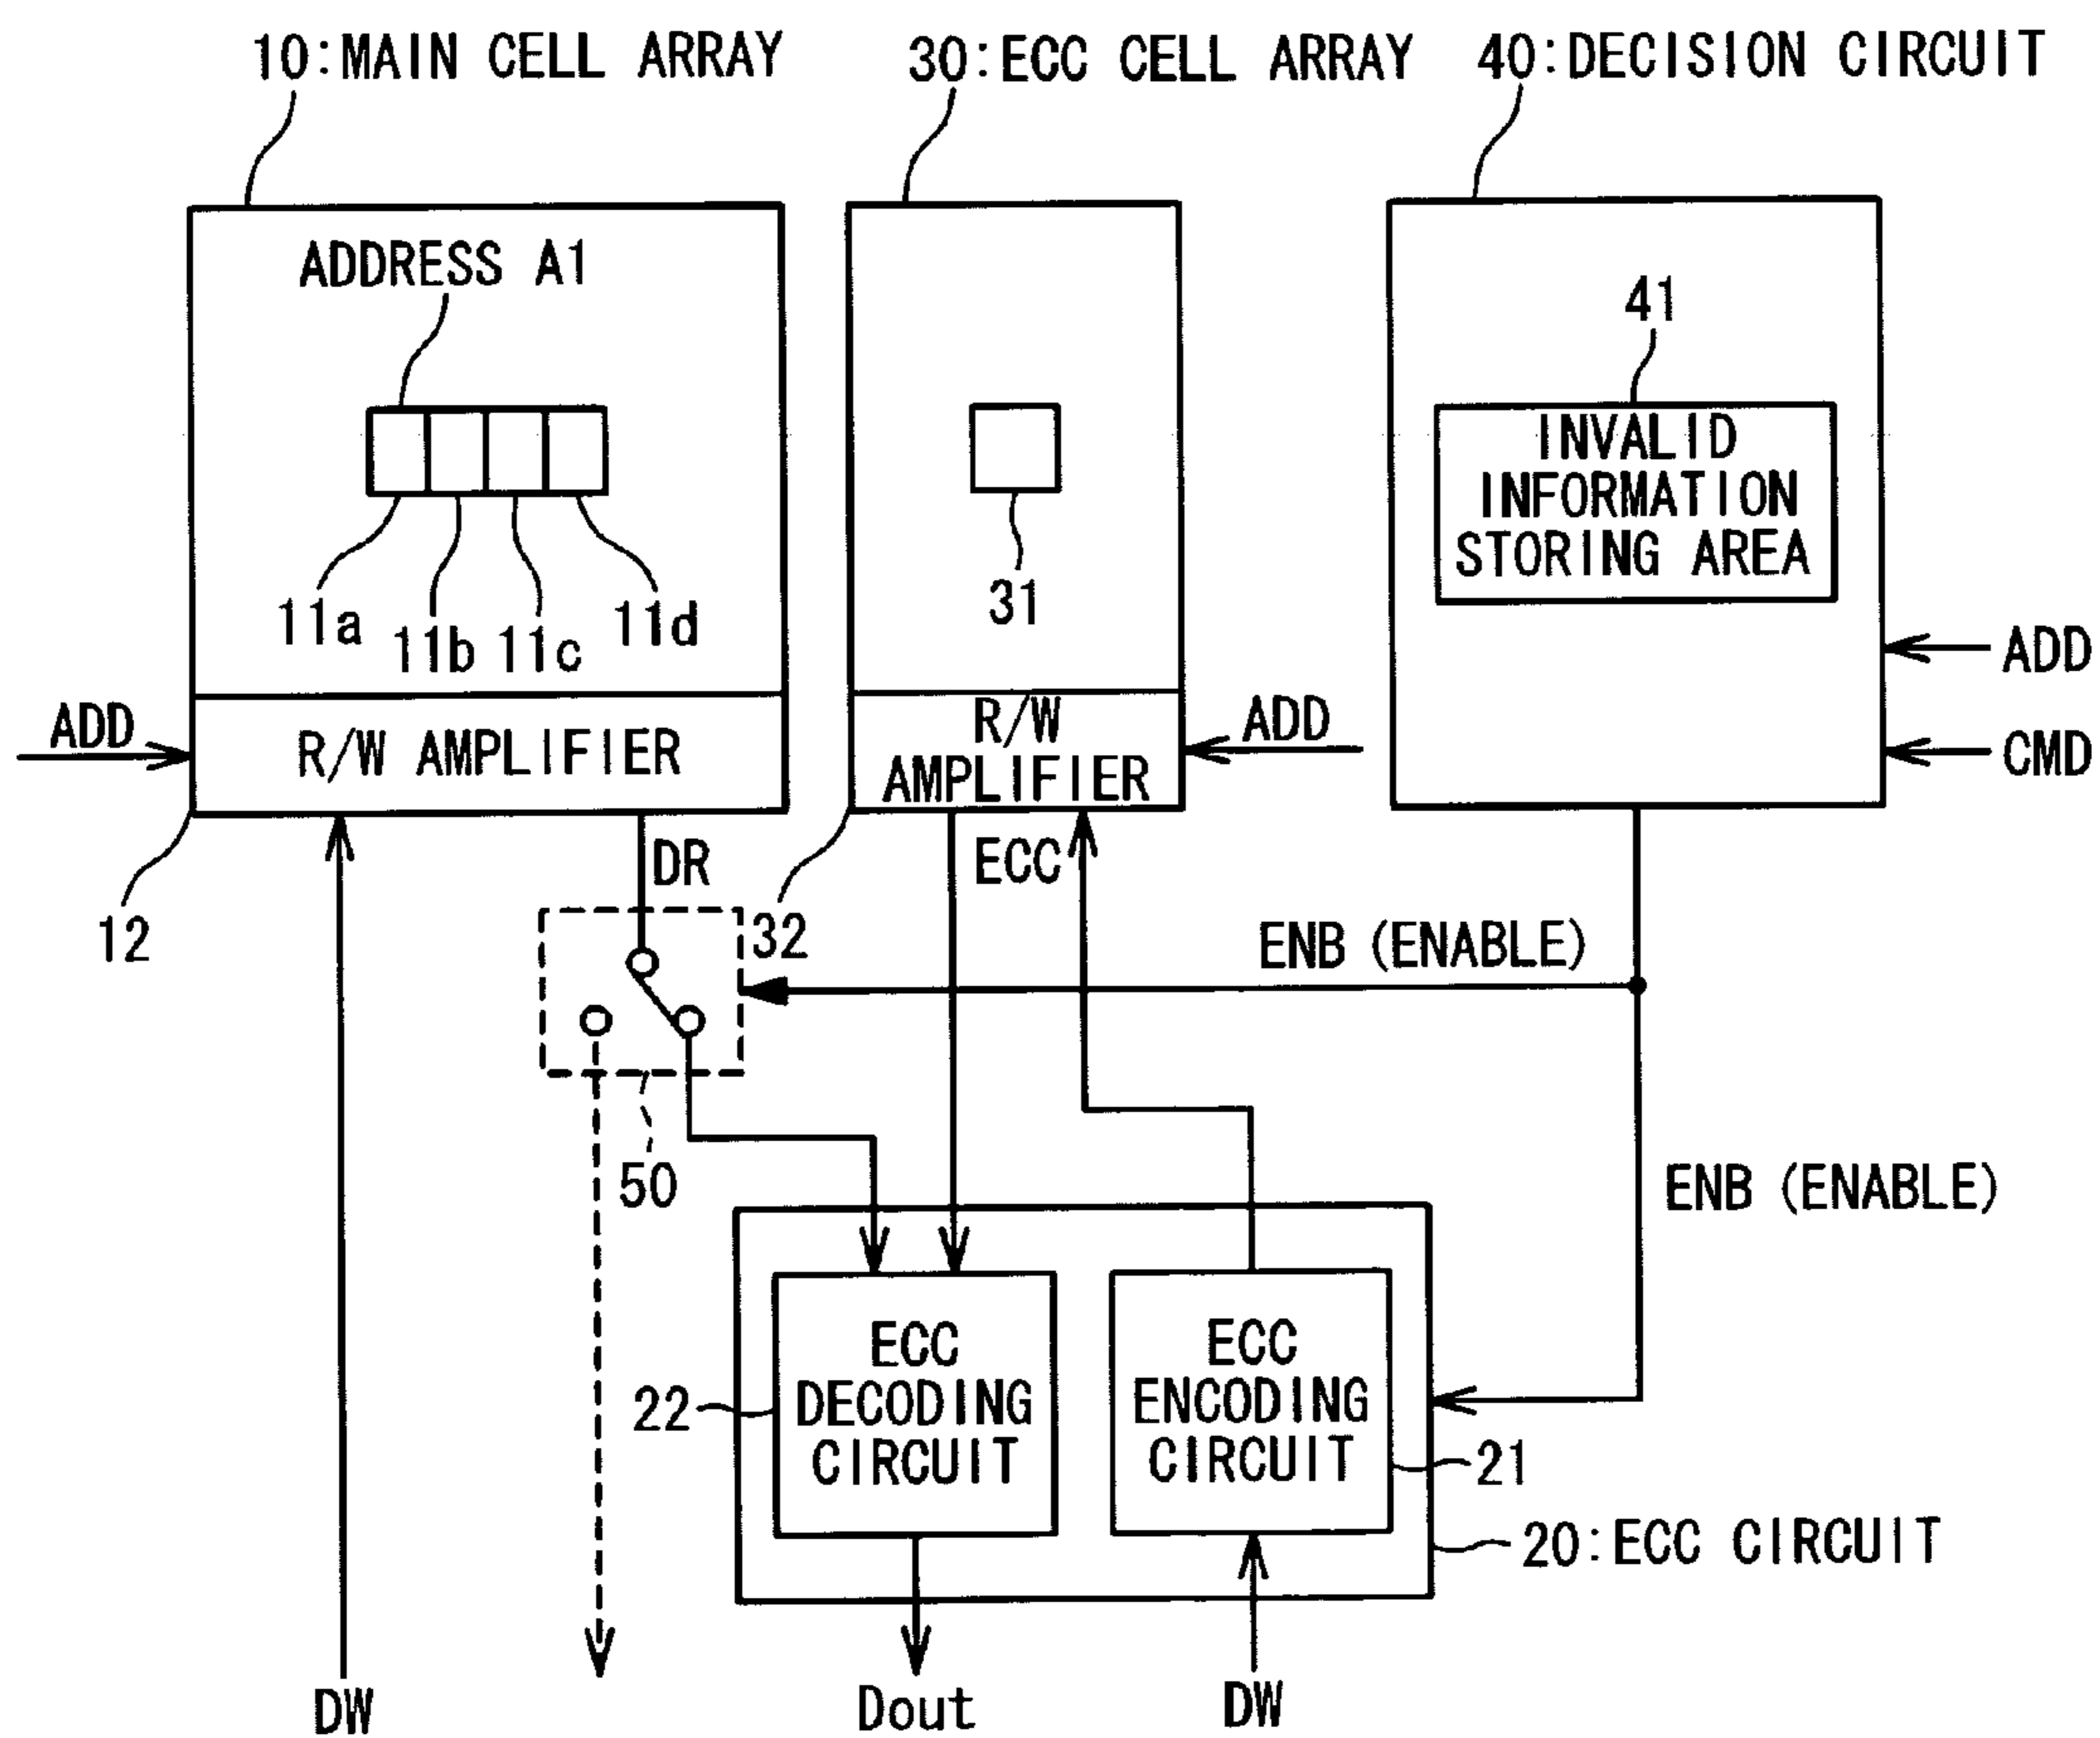 10:MAIN CELL ARRAY
30:ECC CELL ARRAY
40:DECISION CIRCUIT
ADDRESS A1
11a
11b
11c
11d
31
41
INVALID
INFORMATION
STORING AREA
ADD
R/W AMPLIFIER
R/W
AMPLIFIER
ADD
ADD
CMD
12
DR
32
ECC
ENB (ENABLE)
50
ENB (ENABLE)
22
ECC
DECODING
CIRCUIT
ECC
ENCODING
CIRCUIT
21
20:ECC CIRCUIT
DW
Dout
DW